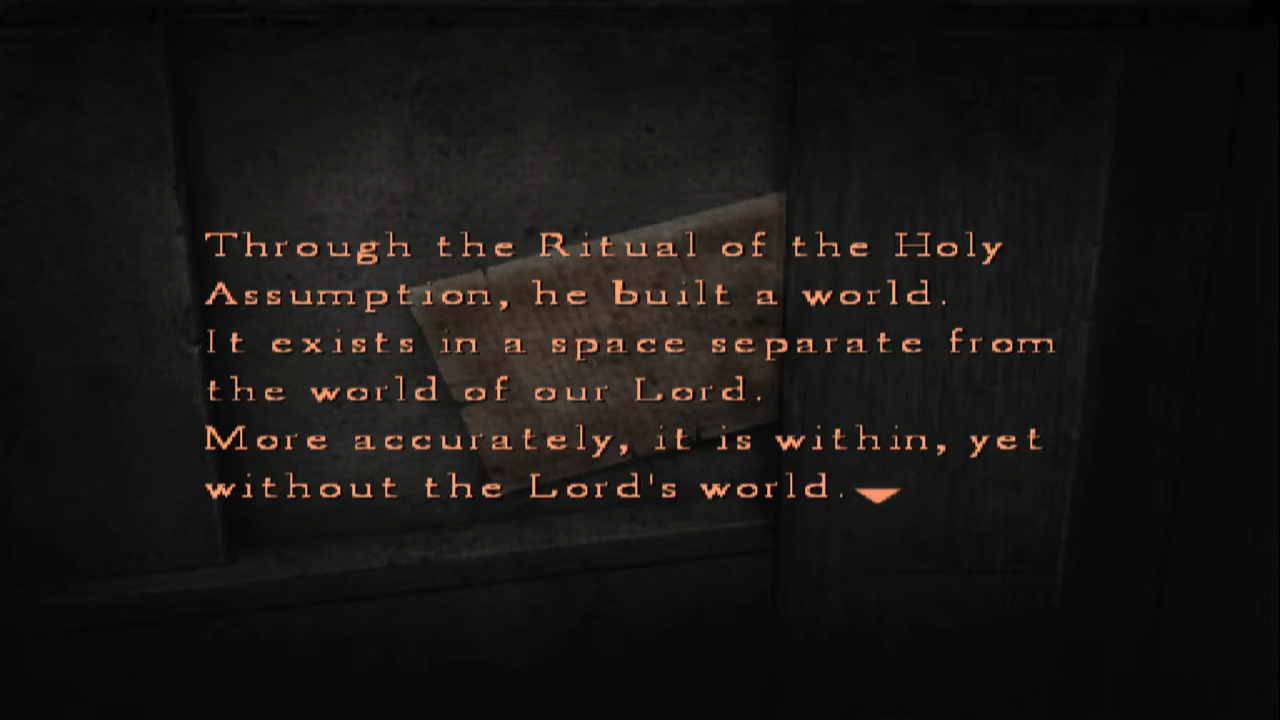 Through the Ritual of the Holy
Assumption, he built a world.
It exists in a space separate from
the world of our Lord.
More accurately, it is within, yet
without the Lord's world.